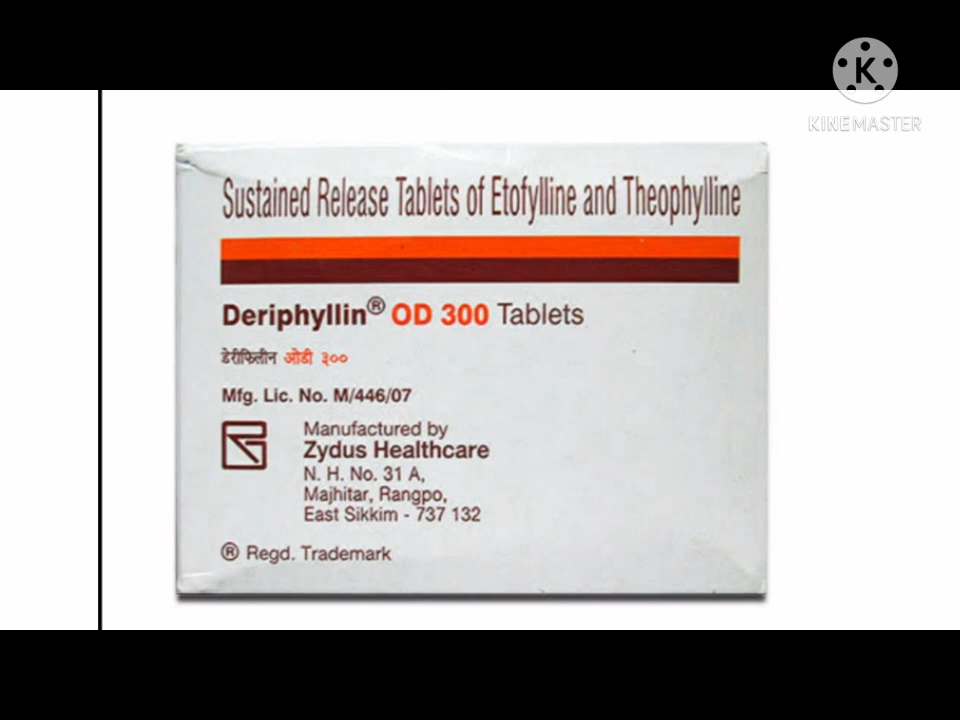 K
KINEMASTER
Sustained Release Tablets of Etofylline and Theophylline
Deriphyllin® OD 300 Tablets
डेरीफिलीन ओडी ३००
Mfg. Lic. No. M/446/07
Manufactured by
Zydus Healthcare
N. H. No. 31 A,
Majhitar, Rangpo,
East Sikkim - 737 132
® Regd. Trademark